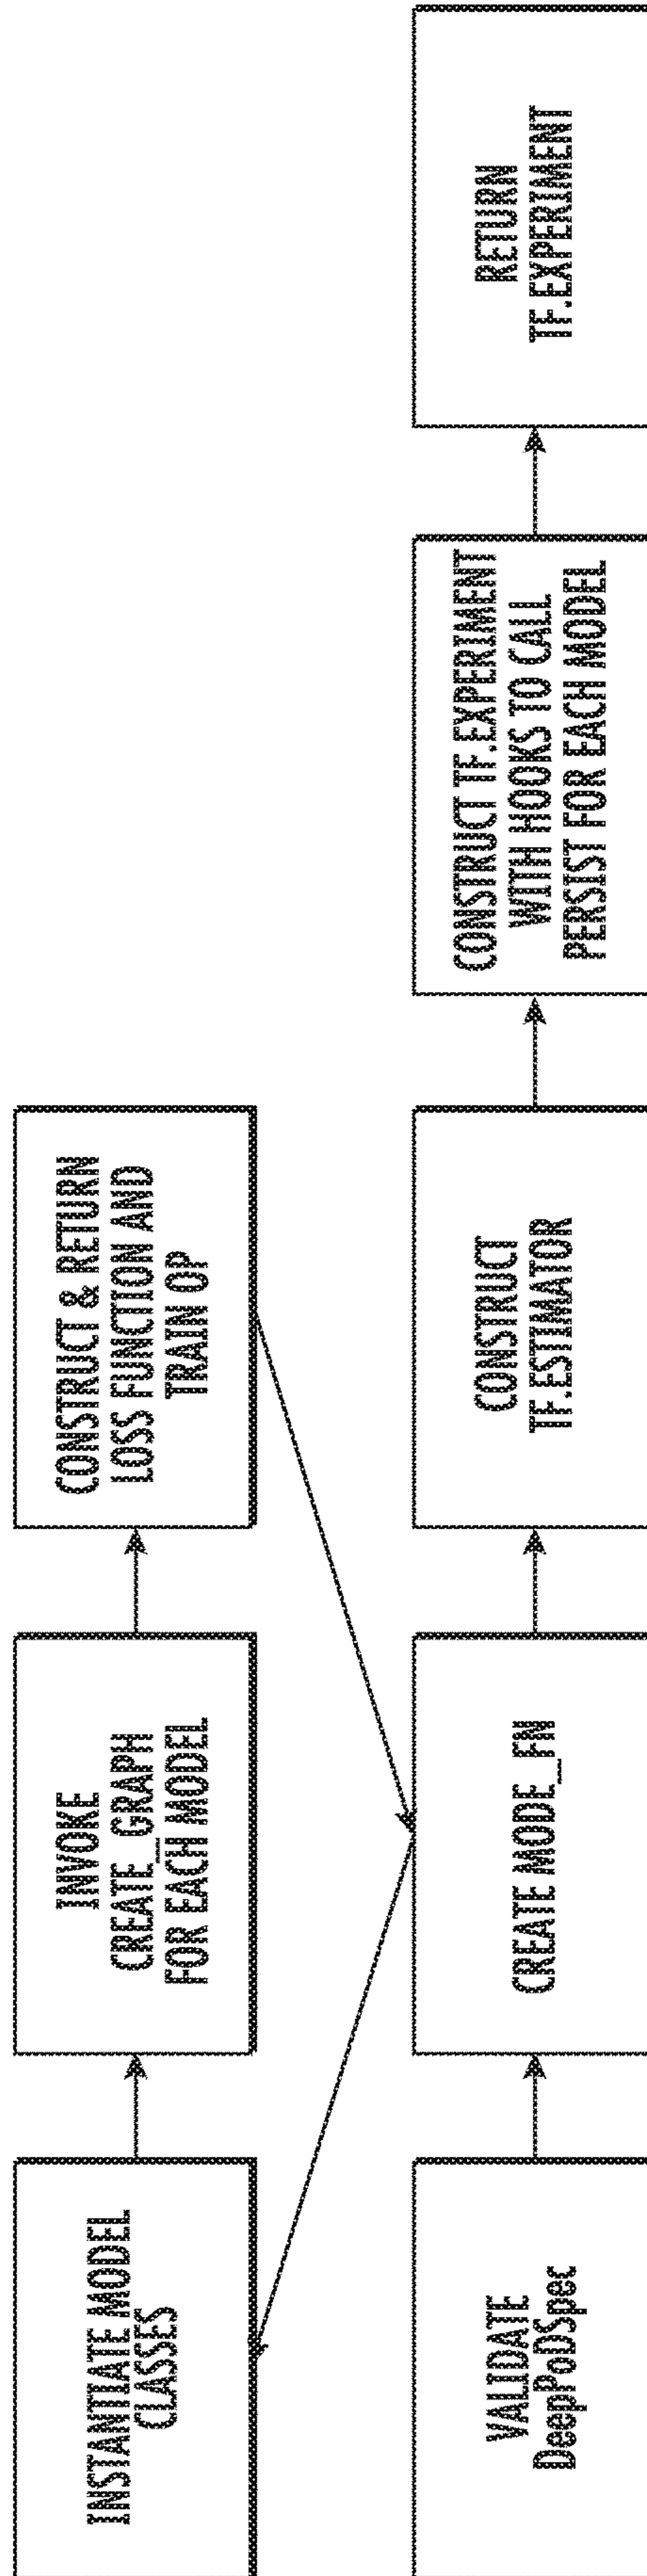 INSTANTIATE MODEL
CLASSES
INVOKE
CREATE_GRAPH
FOR EACH MODEL
CONSTRUCT & RETURN
LOSS FUNCTION AND
TRAIN OP
VALIDATE
DeepPoDSpec
CREATE MODE_FN
CONSTRUCT
TF.ESTIMATOR
CONSTRUCT TF.EXPERIMENT
WITH HOOKS TO CALL
PERSIST FOR EACH MODEL
RETURN
TF.EXPERIMENT